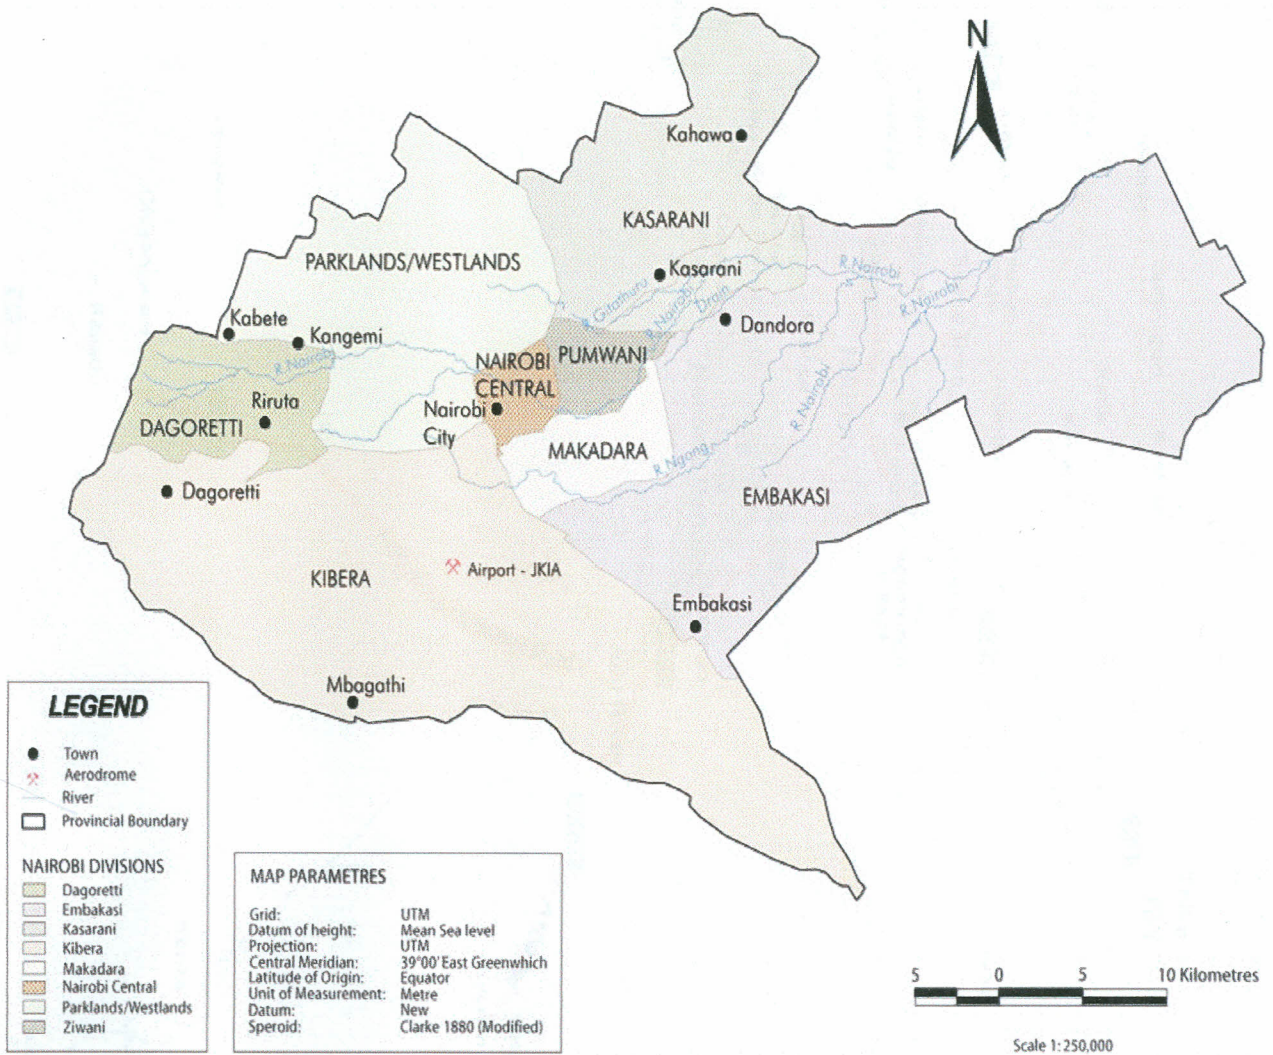 N
Kahawa
KASARANI
PARKLANDS/WESTLANDS
Kasarani
R.Nairobi
R.Gitathuru
R.Nairobi
Drain
R.Nairobi
Kabete
Dandora
Kangemi
R.Nairobi
NAIROBI
CENTRAL
PUMWANI
R.Nairobi
Riruta
Nairobi
City
DAGORETTI
MAKADARA
R.Ngong
Dagoretti
EMBAKASI
KIBERA
Airport - JKIA
Embakasi
Mbagathi
LEGEND
Town
Aerodrome
River
Provincial Boundary
NAIROBI DIVISIONS
Dagoretti
Embakasi
Kasarani
Kibera
Makadara
Nairobi Central
Parklands/Westlands
Ziwani
MAP PARAMETRES
Grid: UTM
Datum of height: Mean Sea level
Projection: UTM
Central Meridian: 39°00' East Greenwhich
Latitude of Origin: Equator
Unit of Measurement: Metre
Datum: New
Speroid: Clarke 1880 (Modified)
5 0 5 10 Kilometres
Scale 1:250,000